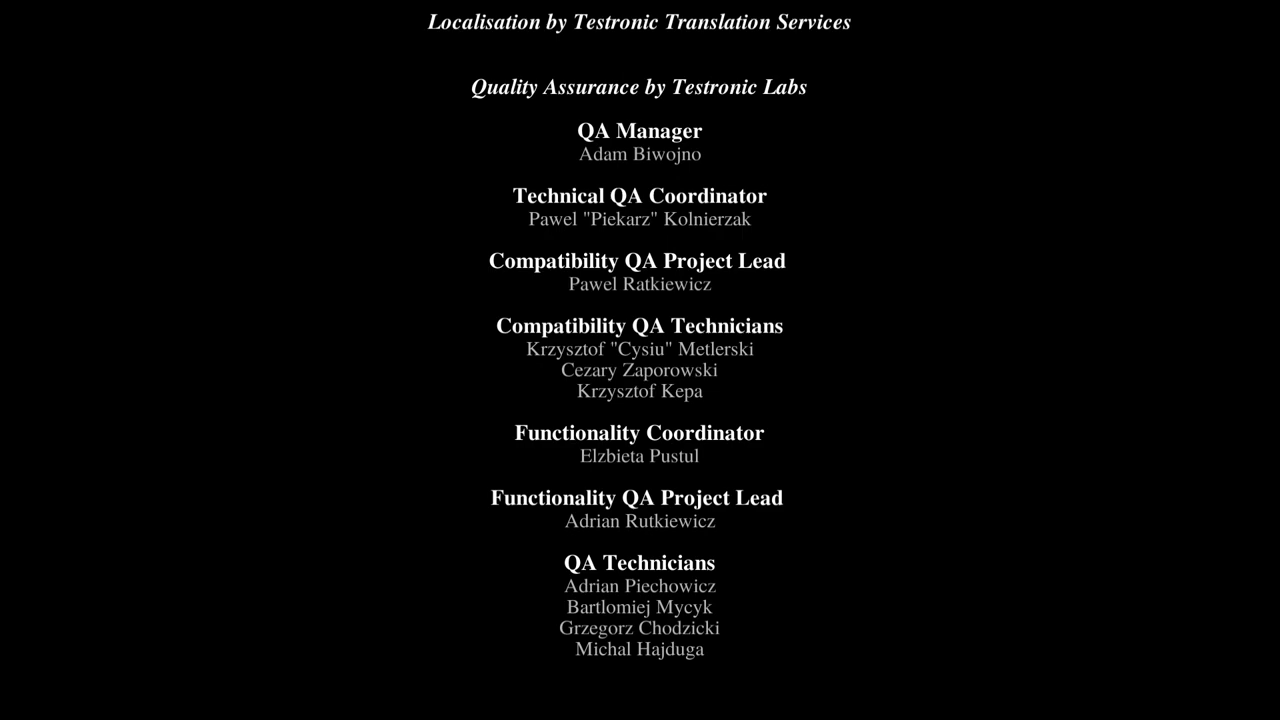 Localisation by Testronic Translation Services
Quality Assurance by Testronic Labs
QA Manager
Adam Biwojno
Technical QA Coordinator
Pawel "Piekarz" Kolnierzak
Compatibility QA Project Lead
Pawel Ratkiewicz
Compatibility QA Technicians
Krzysztof "Cysiu" Metlerski
Cezary Zaporowski
Krzysztof Kepa
Functionality Coordinator
Elzbieta Pustul
Functionality QA Project Lead
Adrian Rutkiewicz
QA Technicians
Adrian Piechowicz
Bartlomiej Mycyk
Grzegorz Chodzicki
Michal Hajduga